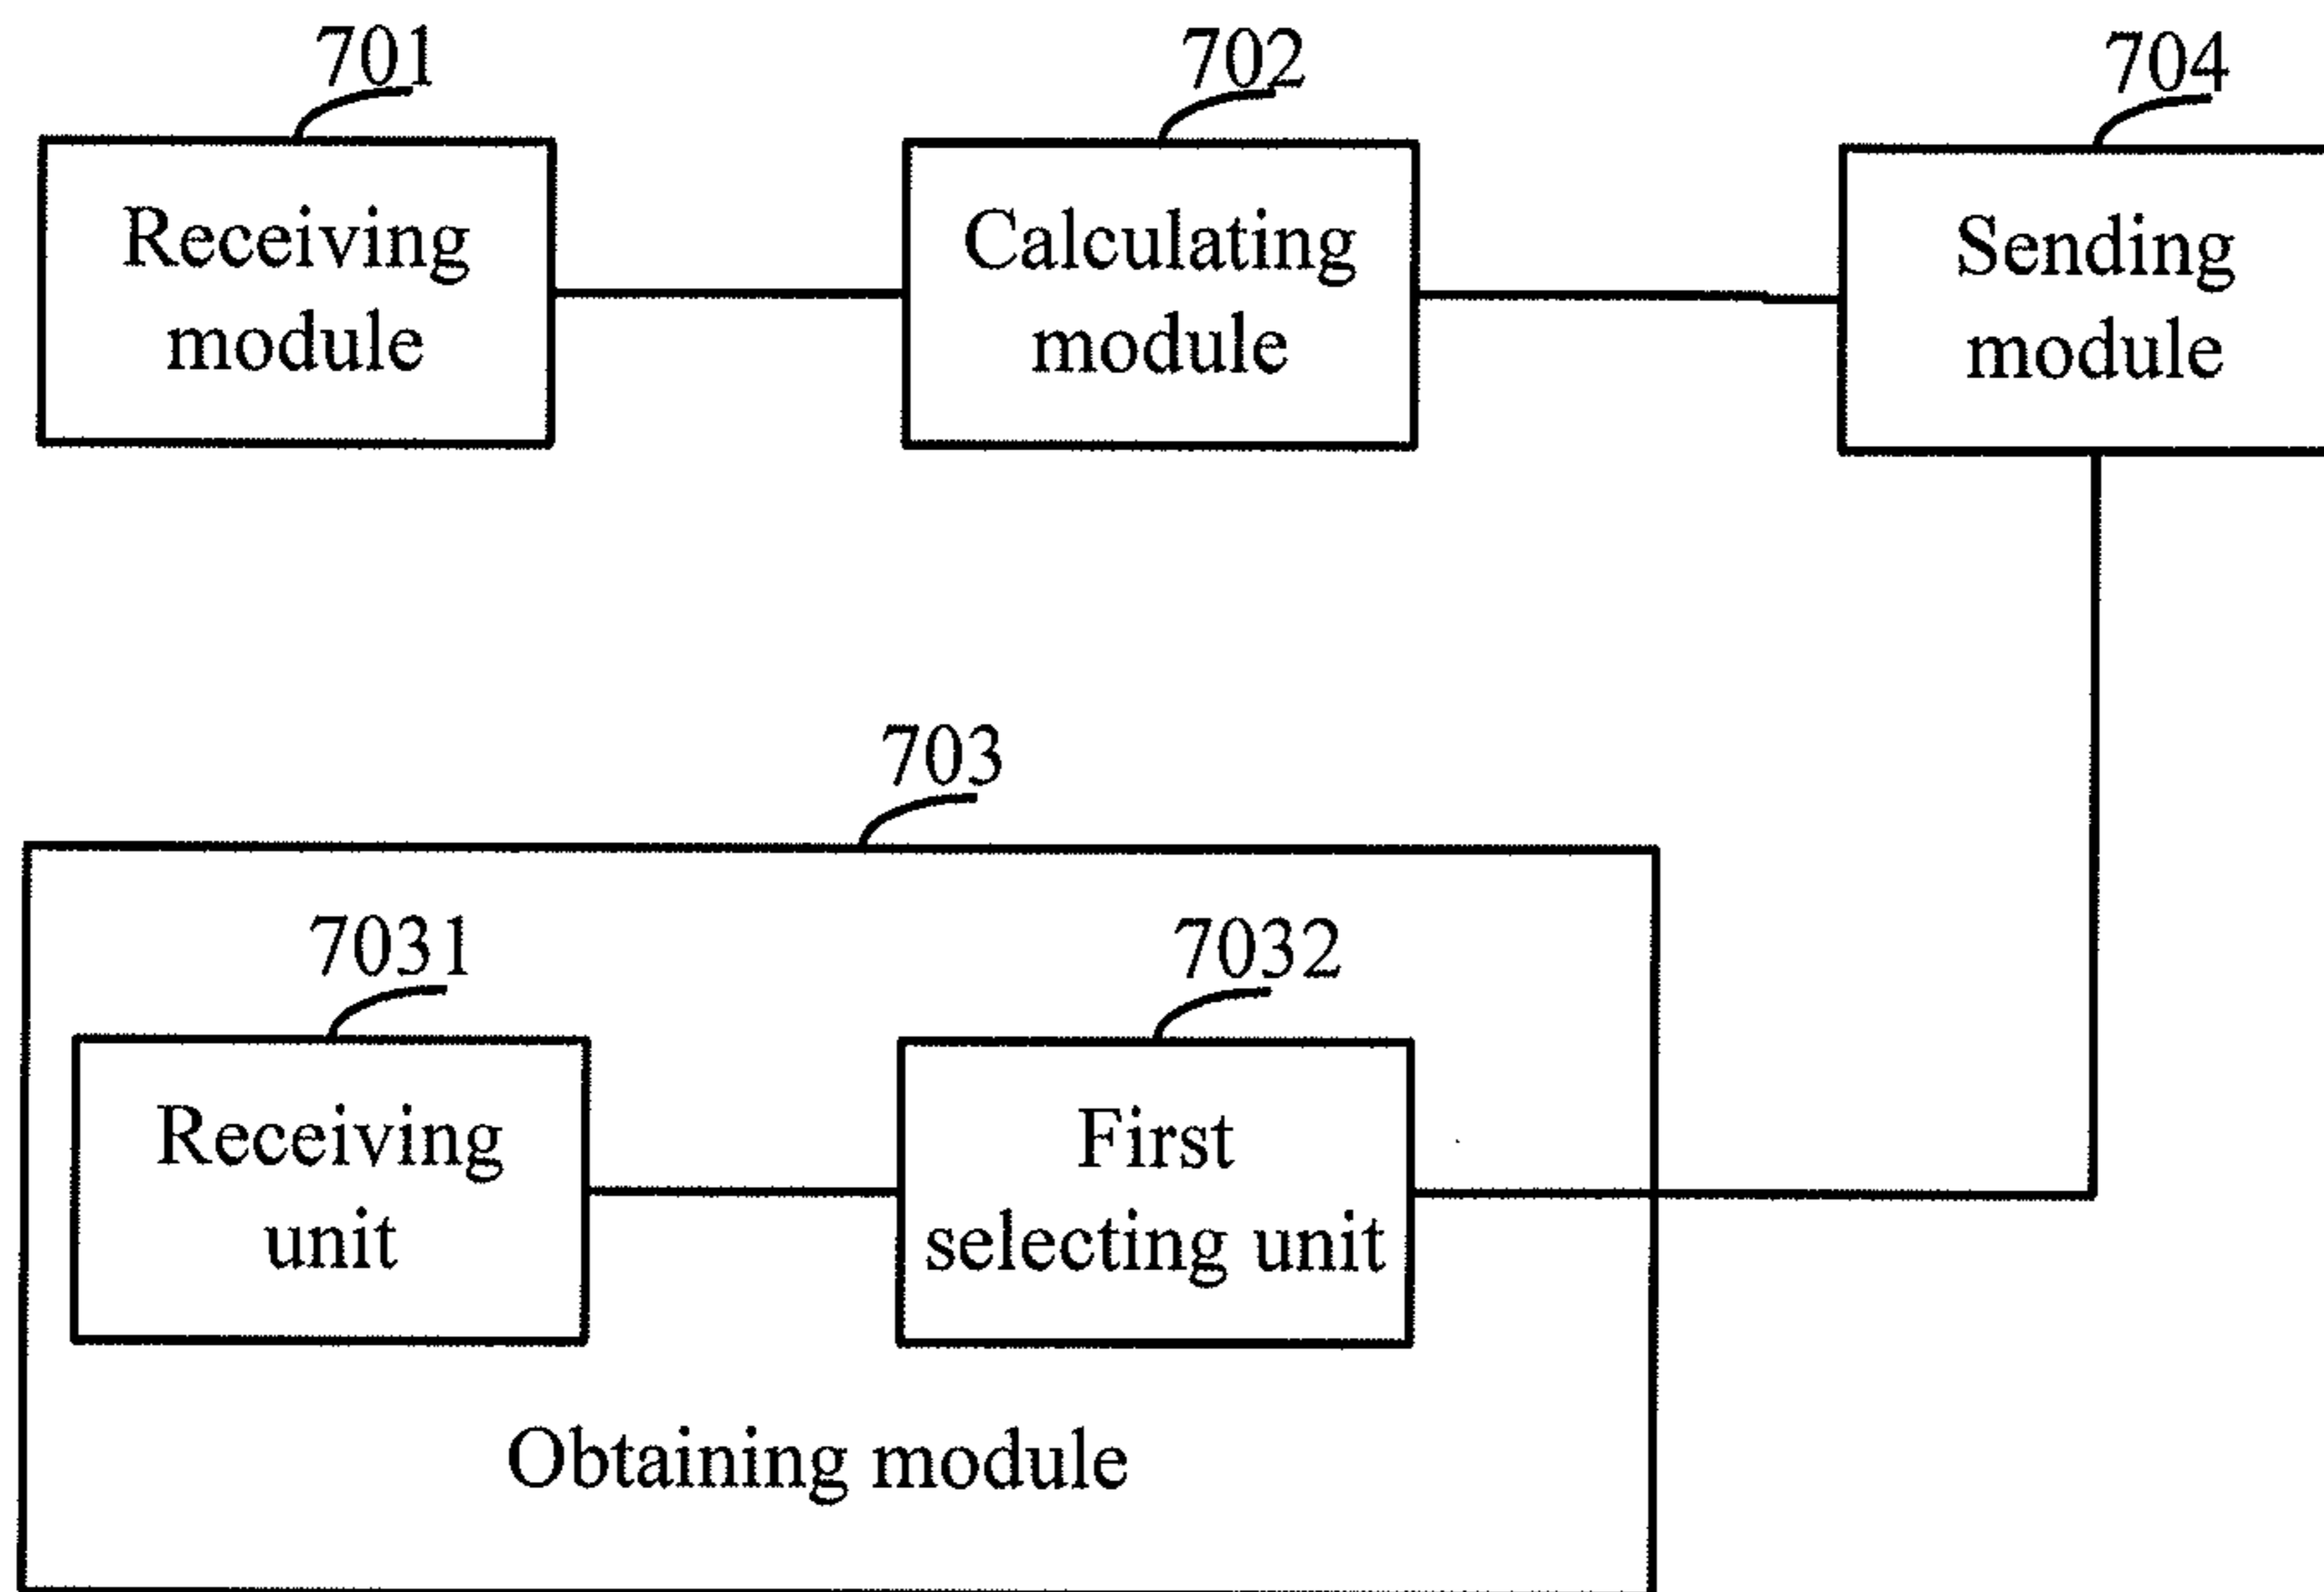 701
702
704
Receiving
module
Calculating
module
Sending
module
703
7031
7032
Receiving
unit
First
selecting unit
Obtaining module